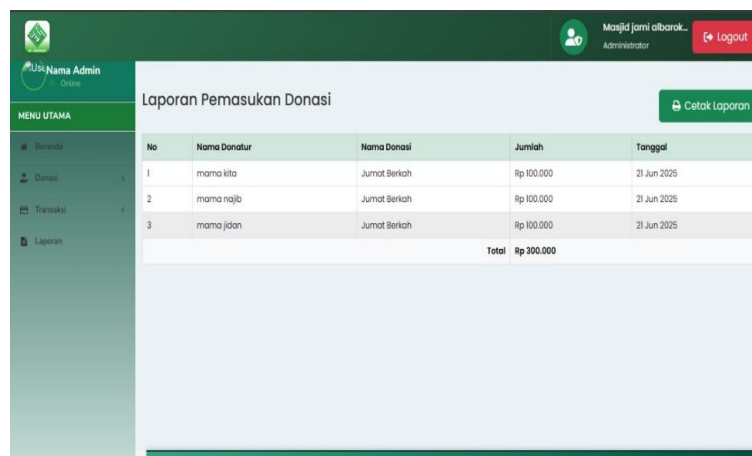 Masjid jami albarok...
Administrator
Logout
Nama Admin
Online
MENU UTAMA
Beranda
Donasi
Transaksi
Laporan
Laporan Pemasukan Donasi
Cetak Laporan
No Nama Donatur Nama Donasi Jumlah Tanggal
1 mama kita Jumat Berkah Rp 100.000 21 Jun 2025
2 mama najib Jumat Berkah Rp 100.000 21 Jun 2025
3 mama jidan Jumat Berkah Rp 100.000 21 Jun 2025
Total Rp 300.000